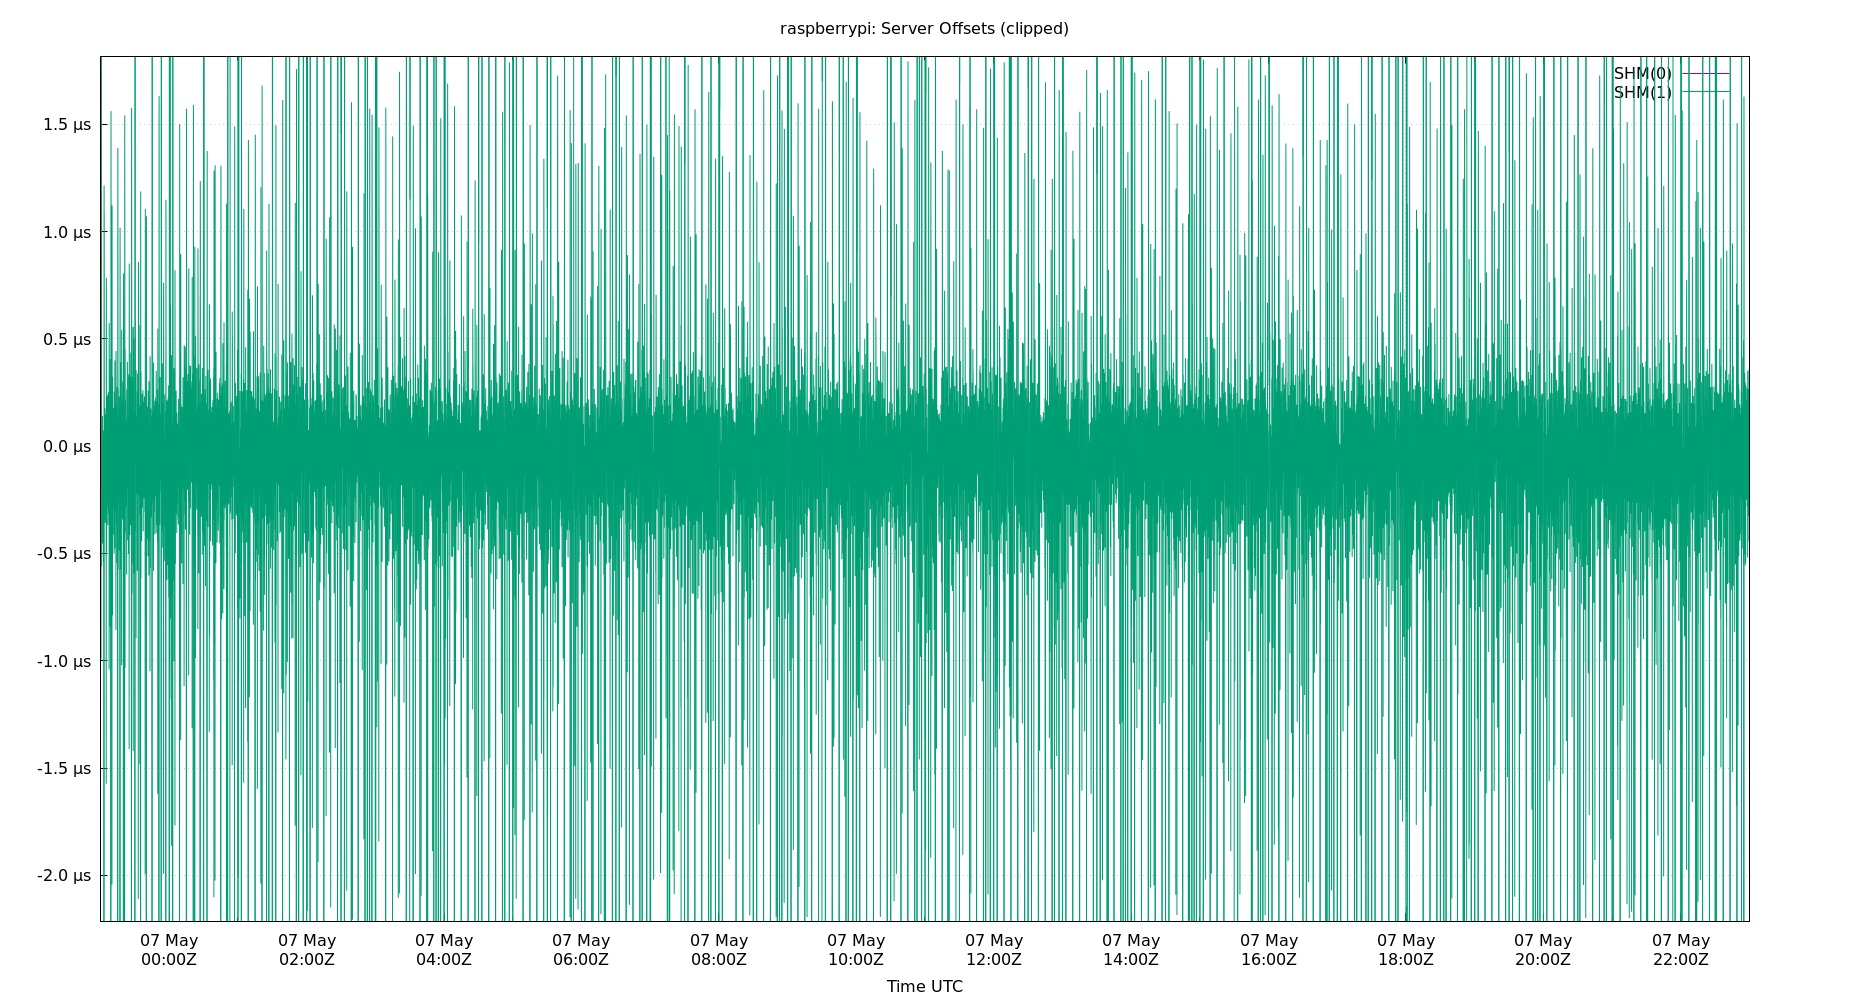 raspberrypi: Server Offsets (clipped)
SHM(0)
SHM(1)
1.5 µs
1.0 µs
0.5 µs
0.0 µs
-0.5 µs
-1.0 µs
-1.5 µs
-2.0 µs
07 May 07 May 07 May 07 May 07 May 07 May 07 May 07 May 07 May 07 May 07 May 07 May
00:00Z 02:00Z 04:00Z 06:00Z 08:00Z 10:00Z 12:00Z 14:00Z 16:00Z 18:00Z 20:00Z 22:00Z
Time UTC